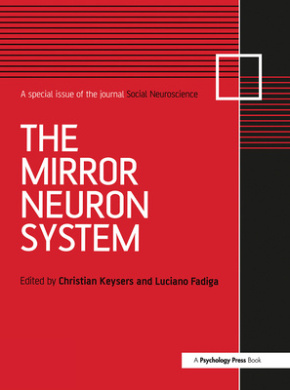 A special issue of the journal Social Neuroscience
THE
MIRROR
NEURON
SYSTEM
Edited by Christian Keysers and Luciano Fadiga
A Psychology Press Book